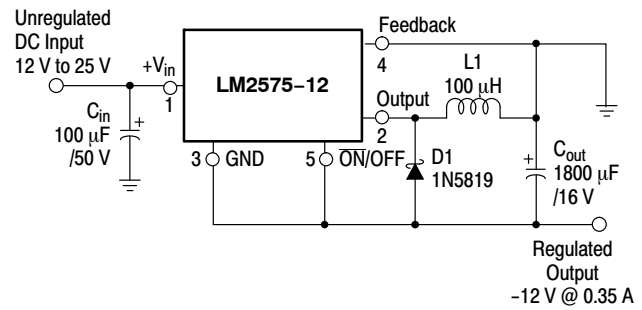 Unregulated
DC Input
12 V to 25 V
+Vin
1
Cin
100 μF
/50 V
+
LM2575–12
Feedback
4
Output
2
3
GND
5
ON/OFF
L1
100 μH
D1
1N5819
+
Cout
1800 μF
/16 V
Regulated
Output
–12 V @ 0.35 A